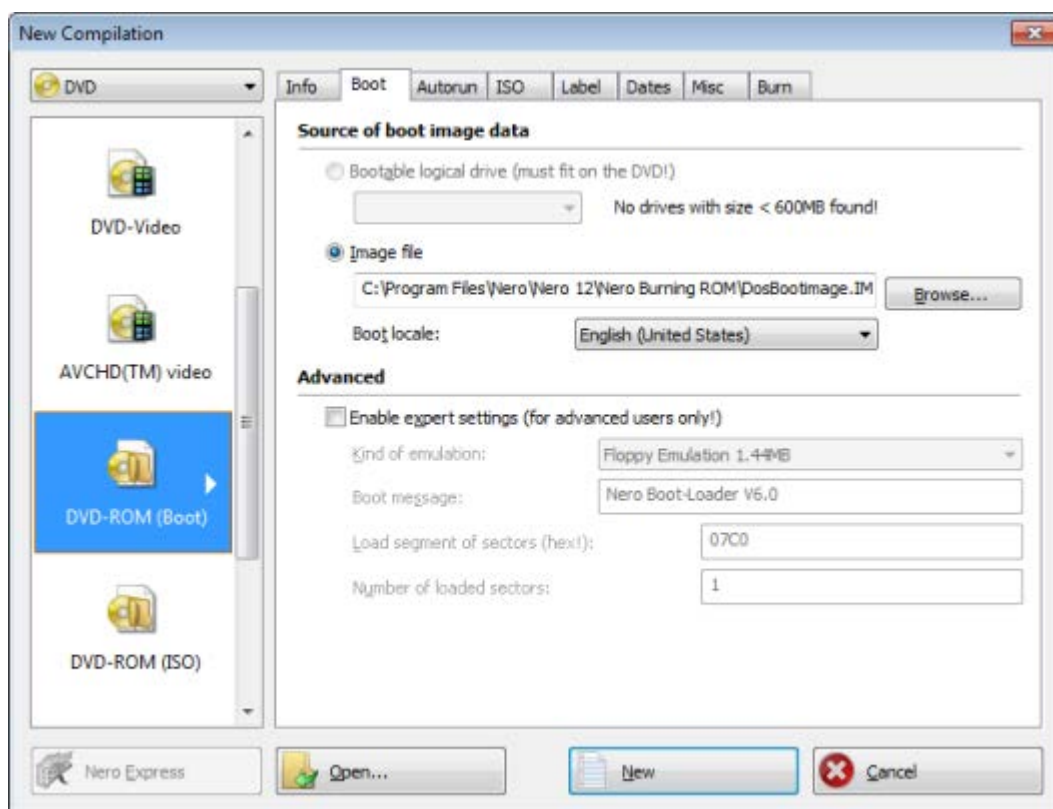 New Compilation
DVD
DVD-Video
AVCHD(TM) video
DVD-ROM (Boot)
DVD-ROM (ISO)
Info Boot Autorun ISO Label Dates Misc Burn
Source of boot image data
Bootable logical drive (must fit on the DVD!)
No drives with size < 600MB found!
Image file
C:\Program Files\Nero\Nero 12\Nero Burning ROM\DosBootimage.IM
Browse...
Boot locale: English (United States)
Advanced
Enable expert settings (for advanced users only!)
Kind of emulation: Floppy Emulation 1.44MB
Boot message: Nero Boot-Loader V6.0
Load segment of sectors (hex!): 07C0
Number of loaded sectors: 1
Nero Express Open... New Cancel